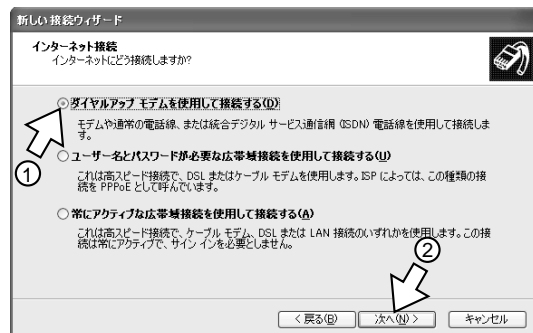 新しい接続ウィザード
インターネット接続
インターネットにどう接続しますか?
ダイヤルアップ モデムを使用して接続する(D)
モデムや通常の電話線、または統合デジタル サービス通信網 (ISDN) 電話線を使用して接続しま
す。
①
ユーザー名とパスワードが必要な広帯域接続を使用して接続する(U)
これは高スピード接続で、DSL またはケーブル モデムを使用します。ISP によっては、この種類の接
続を PPPoE として呼んでいます。
常にアクティブな広帯域接続を使用して接続する(A)
これは高スピード接続で、ケーブル モデム、DSL または LAN 接続のいずれかを使用します。この接
続は常にアクティブで、サイン インを必要としません。
②
< 戻る(B) 次へ(N) > キャンセル